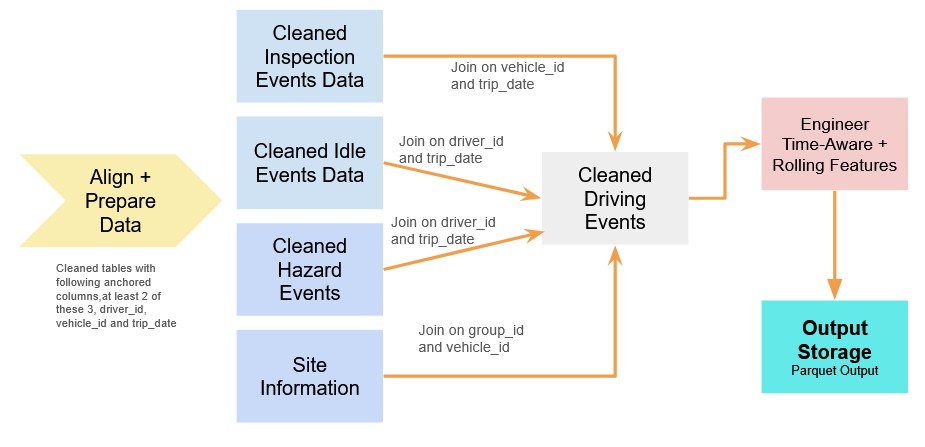 Align +
Prepare
Data
Cleaned tables with
following anchored
columns,at least 2 of
these 3, driver_id,
vehicle_id and trip_date
Cleaned
Inspection
Events Data
Join on vehicle_id
and trip_date
Cleaned Idle
Events Data
Join on driver_id
and trip_date
Cleaned
Hazard
Events
Join on driver_id
and trip_date
Site
Information
Join on group_id
and vehicle_id
Cleaned
Driving
Events
Engineer
Time-Aware +
Rolling Features
Output
Storage
Parquet Output